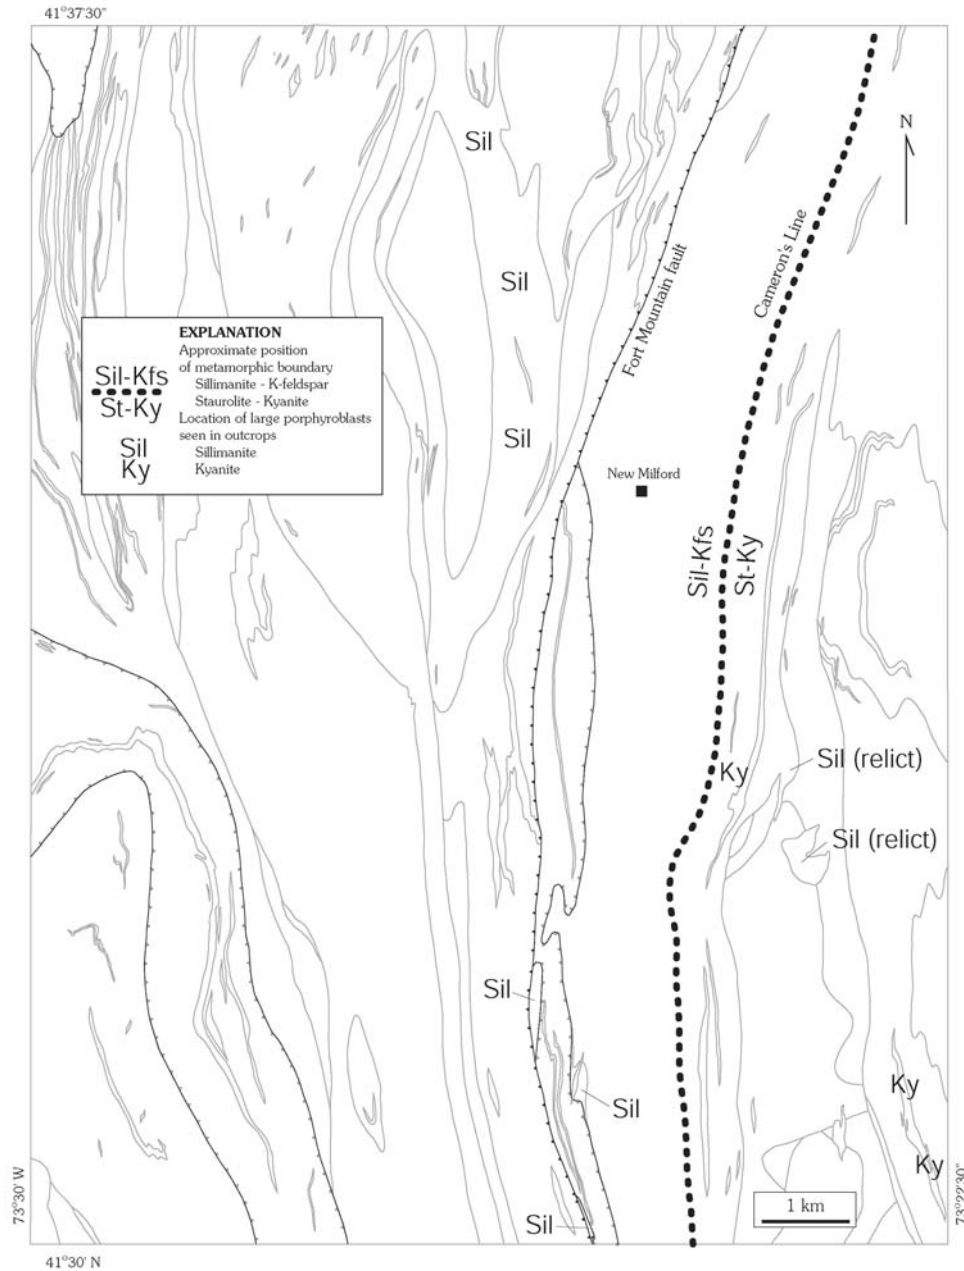 41°37'30"
Sil
N
Sil
Cameron's Line
Fort Mountain fault
EXPLANATION
Approximate position
of metamorphic boundary
Sil-Kfs
Sillimanite - K-feldspar
St-Ky
Staurolite - Kyanite
Location of large porphyroblasts
seen in outcrops
Sil
Sillimanite
Ky
Kyanite
Sil
New Milford
Sil-Kfs
St-Ky
Ky
Sil (relict)
Sil (relict)
Sil
Sil
Ky
Ky
Sil
1 km
73°30' W
73°22'30"
41°30' N